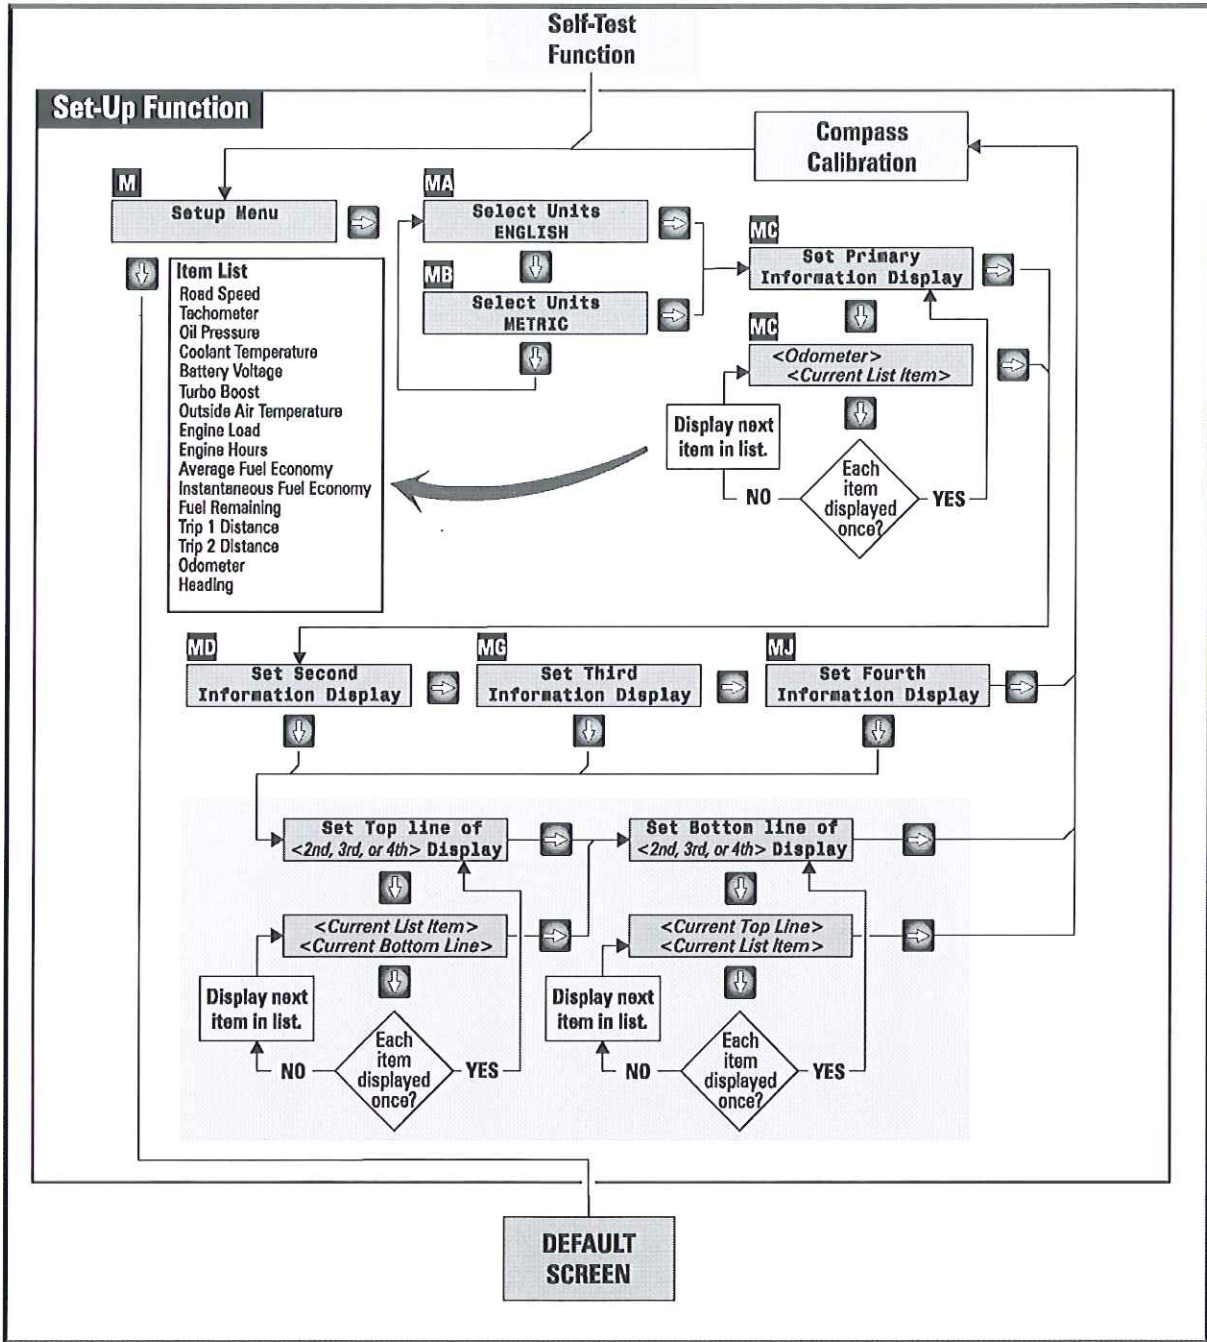 Self-Test
Function
Set-Up Function
Compass
Calibration
M
Setup Menu
MA
Select Units
ENGLISH
MB
Select Units
METRIC
MC
Set Primary
Information Display
MC
<Odometer>
<Current List Item>
Display next
item in list.
Each
item
displayed
once?
NO
YES
Item List
Road Speed
Tachometer
Oil Pressure
Coolant Temperature
Battery Voltage
Turbo Boost
Outside Air Temperature
Engine Load
Engine Hours
Average Fuel Economy
Instantaneous Fuel Economy
Fuel Remaining
Trip 1 Distance
Trip 2 Distance
Odometer
Heading
MD
Set Second
Information Display
MG
Set Third
Information Display
MJ
Set Fourth
Information Display
Set Top line of
<2nd, 3rd, or 4th> Display
<Current List Item>
<Current Bottom Line>
Display next
item in list.
Each
item
displayed
once?
NO
YES
Set Bottom line of
<2nd, 3rd, or 4th> Display
<Current Top Line>
<Current List Item>
Display next
item in list.
Each
item
displayed
once?
NO
YES
DEFAULT
SCREEN